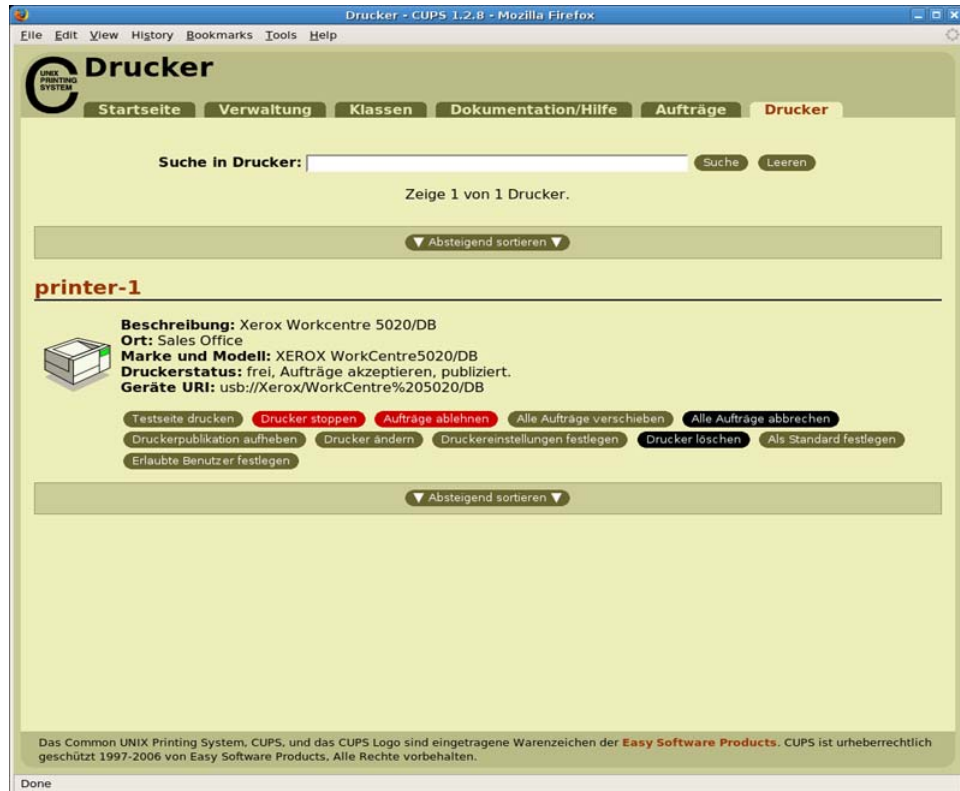 Drucker - CUPS 1.2.8 - Mozilla Firefox
File Edit View History Bookmarks Tools Help
UNIX PRINTING SYSTEM
Drucker
Startseite Verwaltung Klassen Dokumentation/Hilfe Aufträge Drucker
Suche in Drucker: Suche Leeren
Zeige 1 von 1 Drucker.
▼ Absteigend sortieren ▼
printer-1
Beschreibung: Xerox Workcentre 5020/DB
Ort: Sales Office
Marke und Modell: XEROX WorkCentre5020/DB
Druckerstatus: frei, Aufträge akzeptieren, publiziert.
Geräte URI: usb://Xerox/WorkCentre%205020/DB
Testseite drucken Drucker stoppen Aufträge ablehnen Alle Aufträge verschieben Alle Aufträge abbrechen
Druckerpublikation aufheben Drucker ändern Druckereinstellungen festlegen Drucker löschen Als Standard festlegen
Erlaubte Benutzer festlegen
▼ Absteigend sortieren ▼
Das Common UNIX Printing System, CUPS, und das CUPS Logo sind eingetragene Warenzeichen der Easy Software Products. CUPS ist urheberrechtlich
geschützt 1997-2006 von Easy Software Products, Alle Rechte vorbehalten.
Done